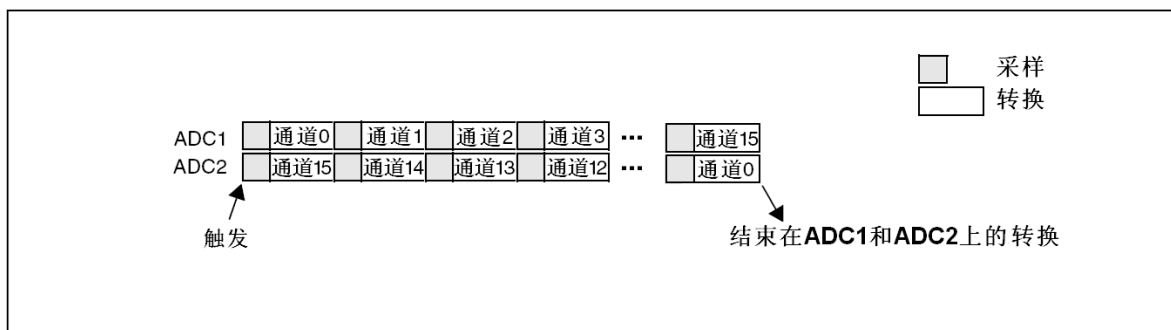 采样
转换
ADC1 通道0 通道1 通道2 通道3 ··· 通道15
ADC2 通道15 通道14 通道13 通道12 ··· 通道0
触发
结束在ADC1和ADC2上的转换